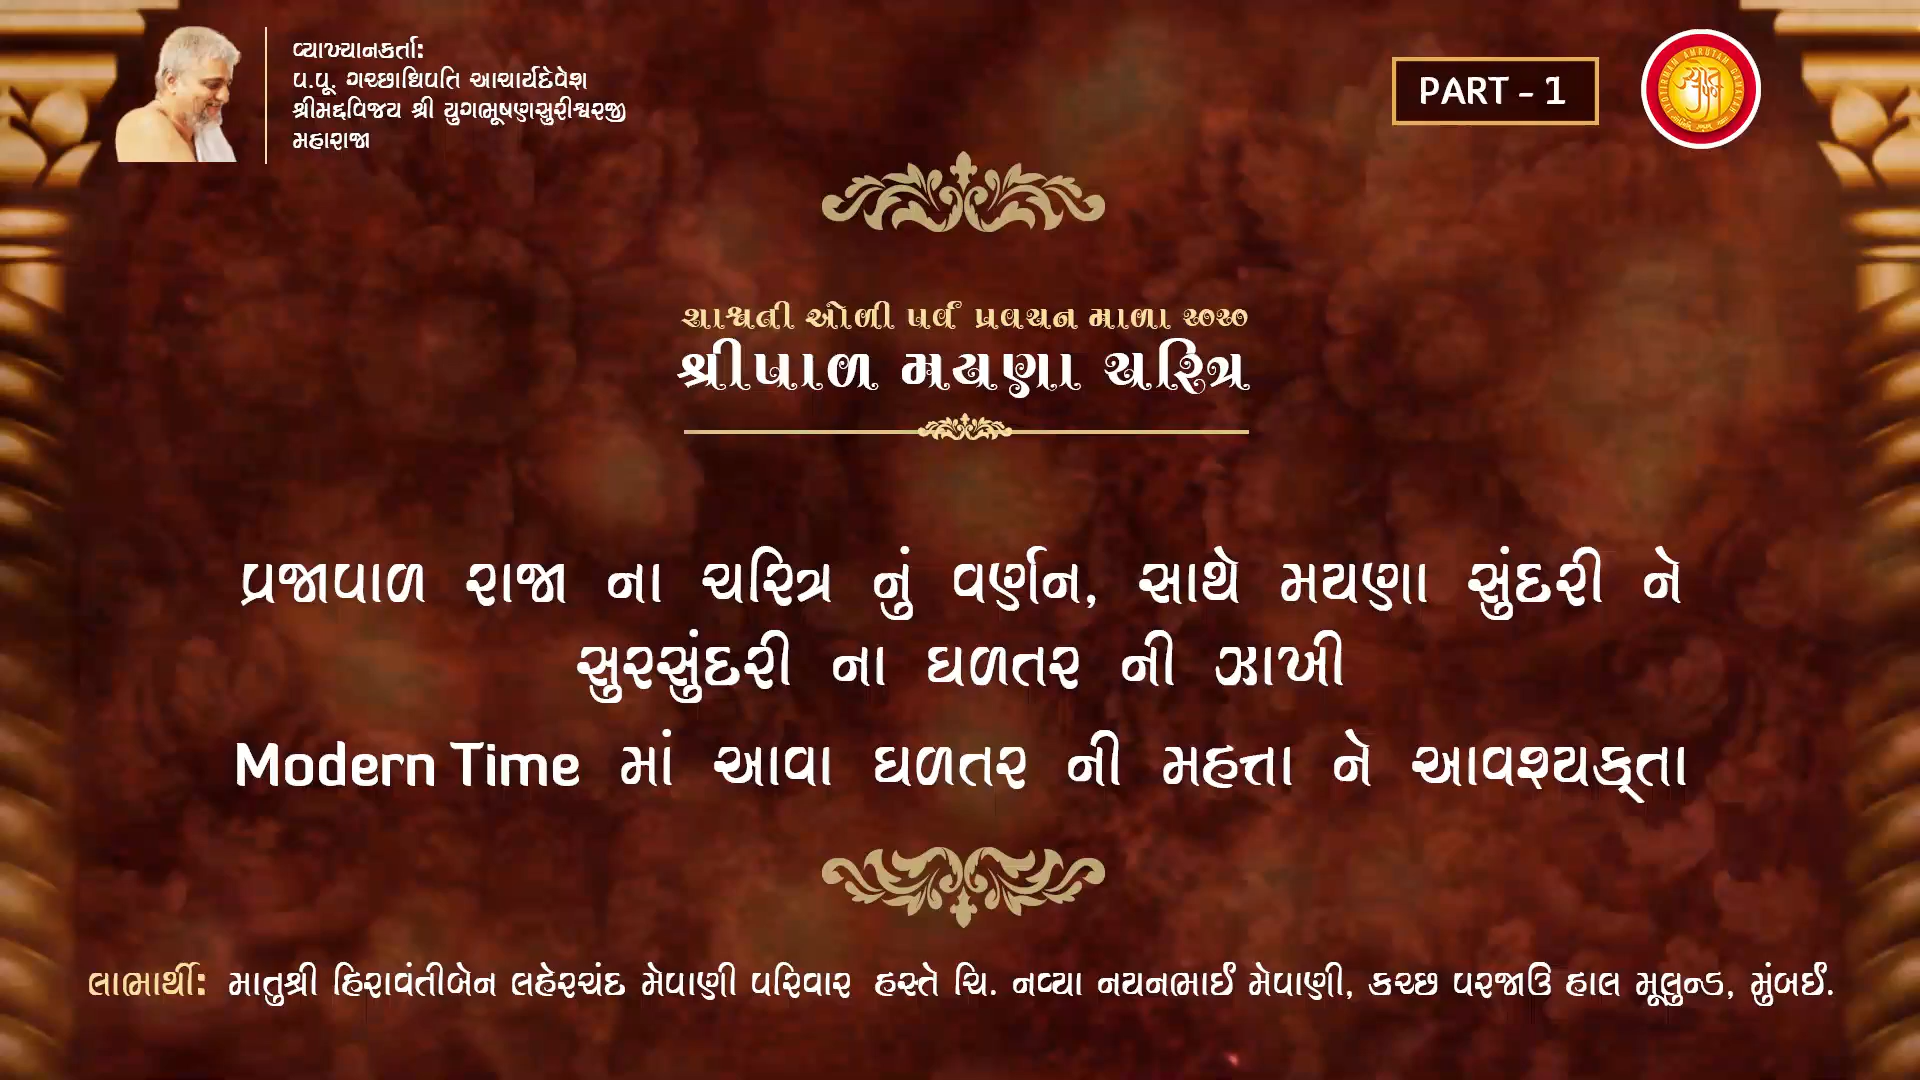 વ્યાખ્યાનકર્તા:
પ.પૂ. ગચ્છાધિપતિ આચાર્યદેવેશ
શ્રીમદ્વિજય શ્રી યુગભૂષણસુરીશ્વરજી
મહારાજા
PART - 1
શાશ્વતી ઓળી પર્વ પ્રવચન માળા ૨૦૨૦
શ્રીપાળ મયણા ચરિત્ર
પ્રજાપાળ રાજા ના ચરિત્ર નું વર્ણન, સાથે મયણા સુંદરી ને
સુરસુંદરી ના ઘળતર ની ઝાખી
Modern Time માં આવા ઘળતર ની મહત્તા ને આવશ્યક્તા
લાભાર્થી: માતુશ્રી હિરાવંતીબેન લહેરચંદ મેપાણી પરિવાર હસ્તે ચિ. નવ્યા નયનભાઈ મેપાણી, કચ્છ પરજાઉ હાલ મૂલુન્ડ, મુંબઈ.